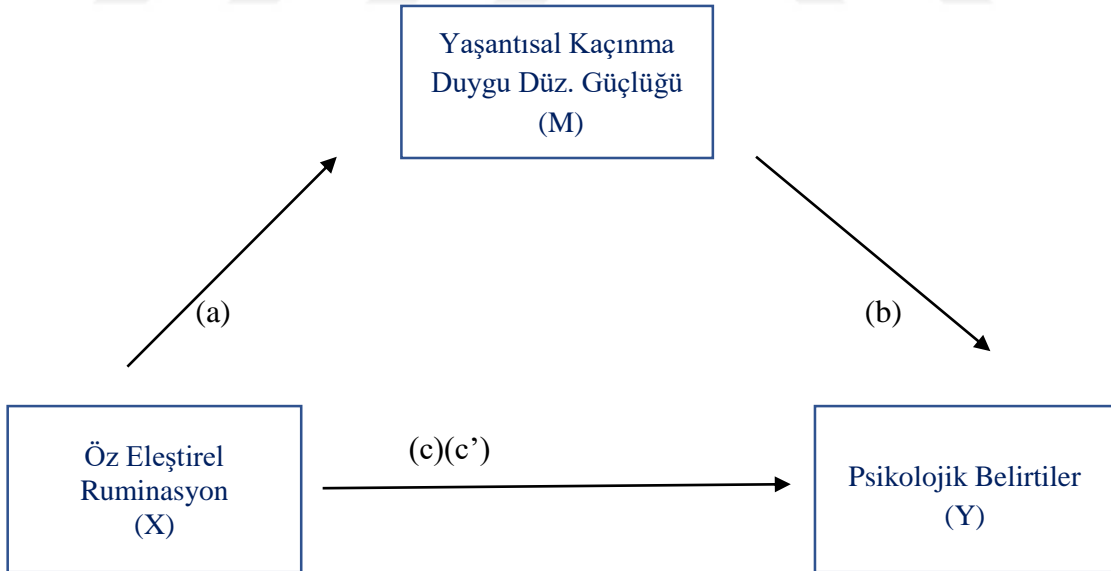 Yaşantısal Kaçınma
Duygu Düz. Güçlüğü
(M)
(a)
(b)
(c)(c’)
Öz Eleştirel
Ruminasyon
(X)
Psikolojik Belirtiler
(Y)